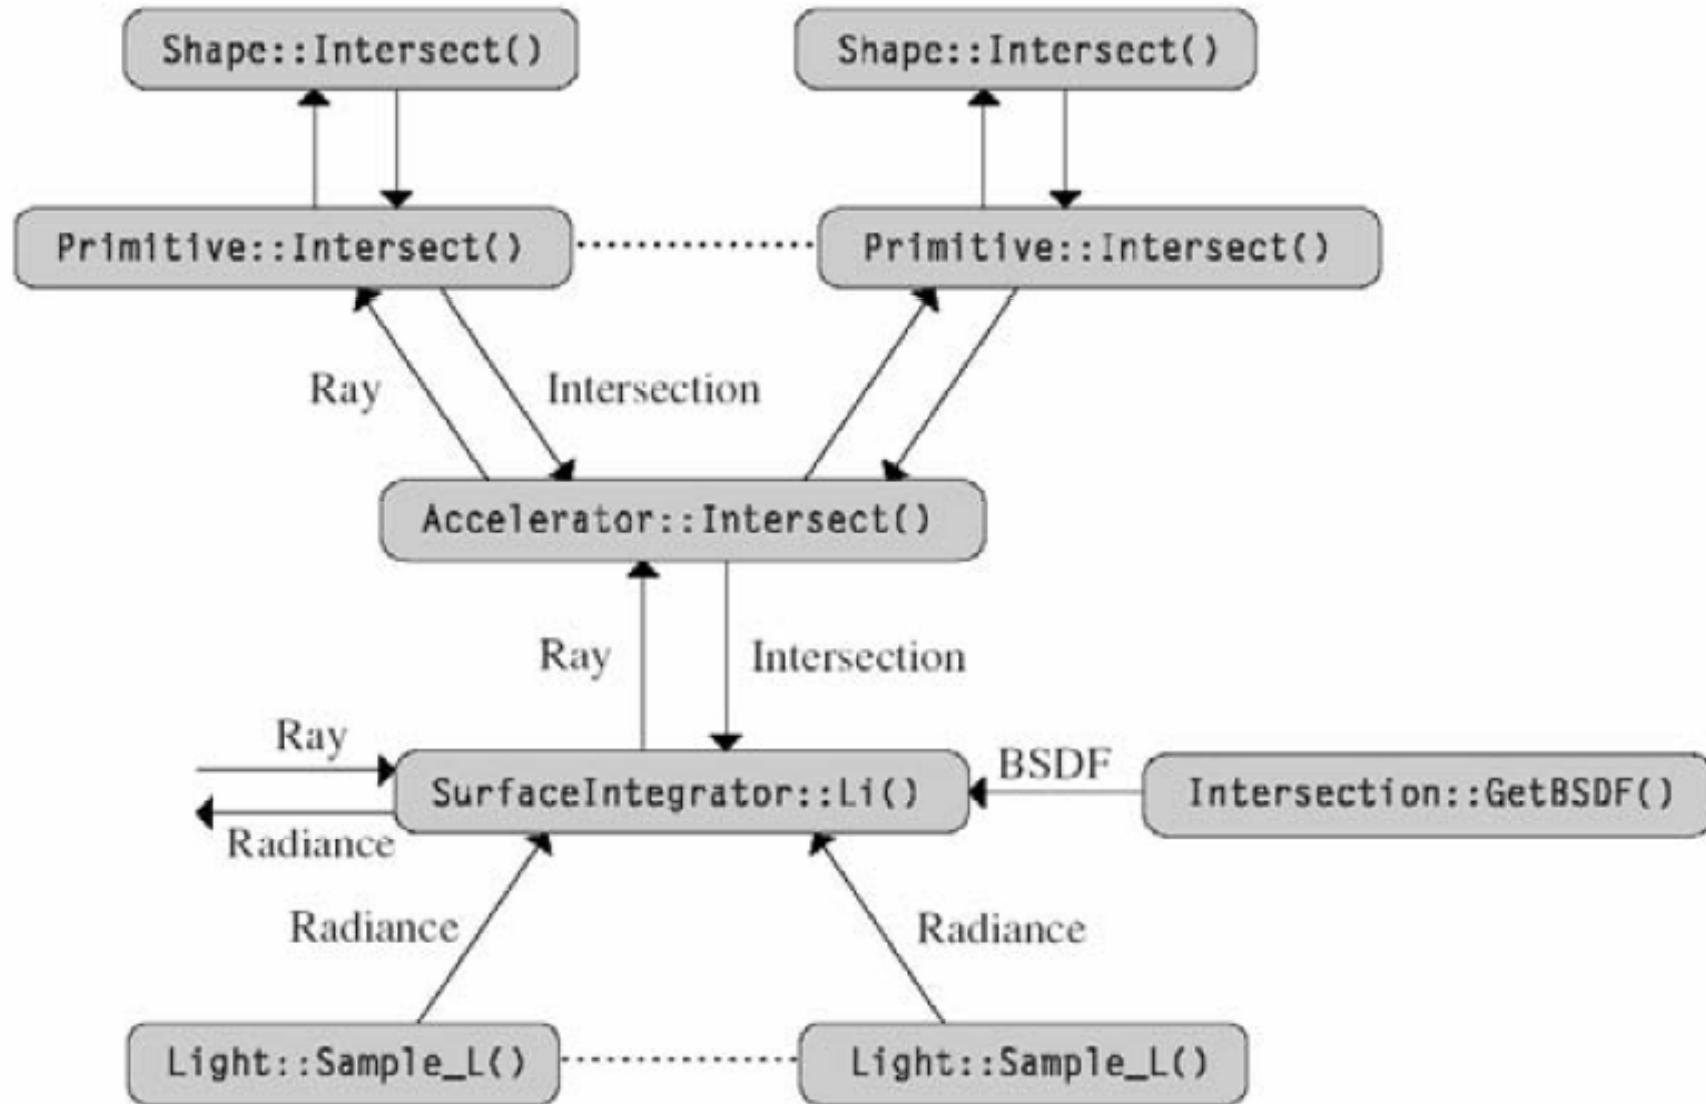 Shape::Intersect()
Shape::Intersect()
Primitive::Intersect()
Primitive::Intersect()
Ray
Intersection
Accelerator::Intersect()
Ray
Intersection
Ray
BSDF
SurfaceIntegrator::Li()
Intersection::GetBSDF()
Radiance
Radiance
Radiance
Light::Sample_L()
Light::Sample_L()